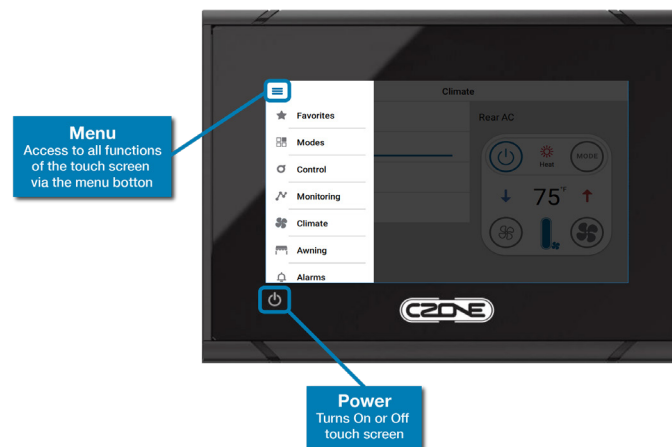 Climate
Favorites
Rear AC
Modes
Heat
MODE
Menu
Access to all functions
of the touch screen
via the menu botton
Control
Monitoring
75°F
Climate
Awning
Alarms
CZONE
Power
Turns On or Off
touch screen